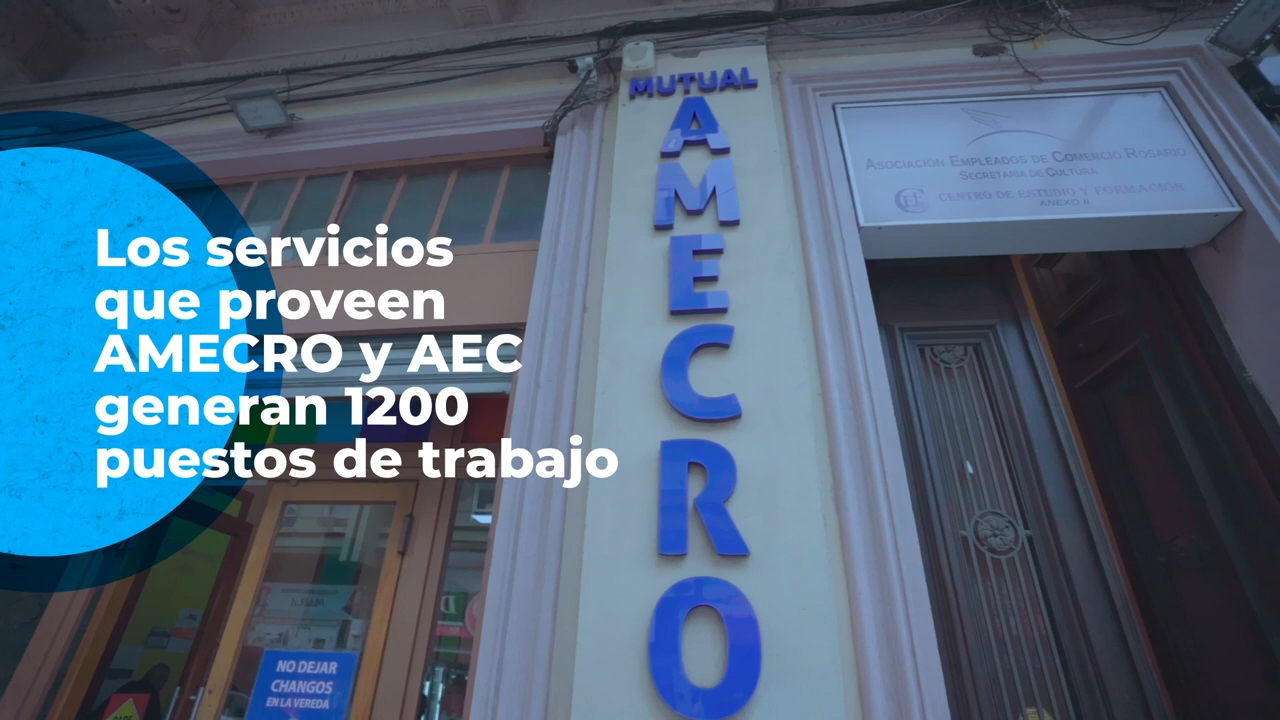 Los servicios
que proveen
AMECRO y AEC
generan 1200
puestos de trabajo
MUTUAL
AMECRO
ASOCIACIÓN EMPLEADOS DE COMERCIO ROSARIO
SECRETARIA DE CULTURA
CENTRO DE ESTUDIO Y FORMACIÓN
ANEXO II
NO DEJAR
CHANGOS
EN LA VEREDA